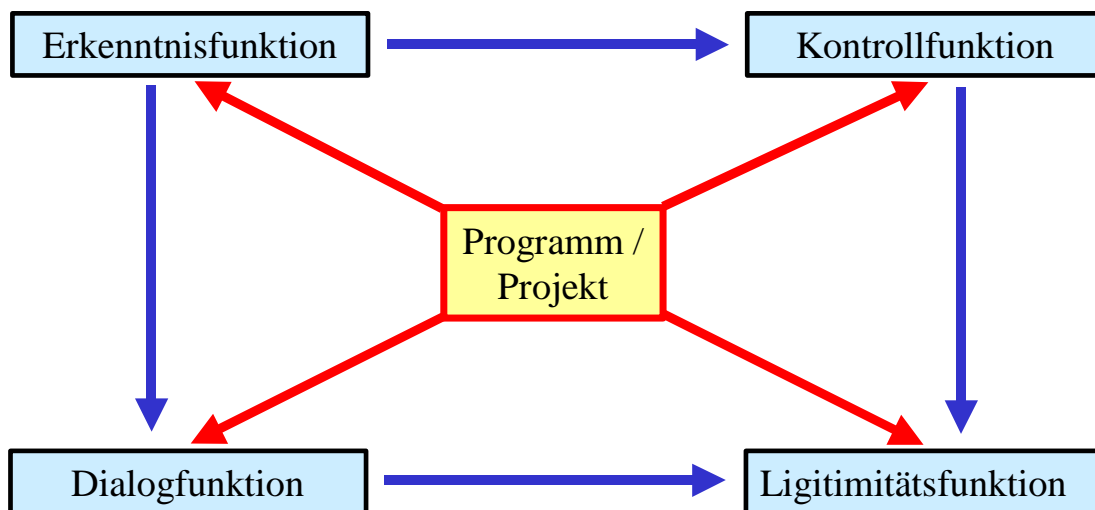 Erkenntnisfunktion
Kontrollfunktion
Programm /
Projekt
Dialogfunktion
Ligitimitätsfunktion